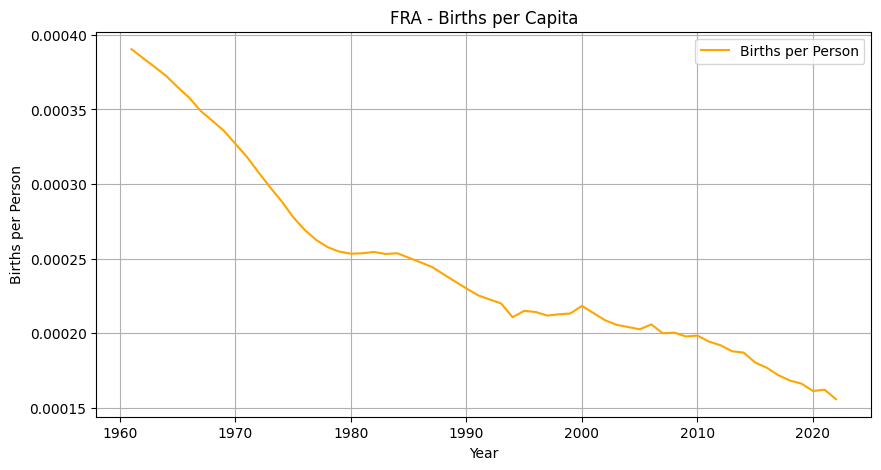 FRA - Births per Capita
Births per Person
0.00040
0.00035
0.00030
0.00025
0.00020
0.00015
Births per Person
1960 1970 1980 1990 2000 2010 2020
Year